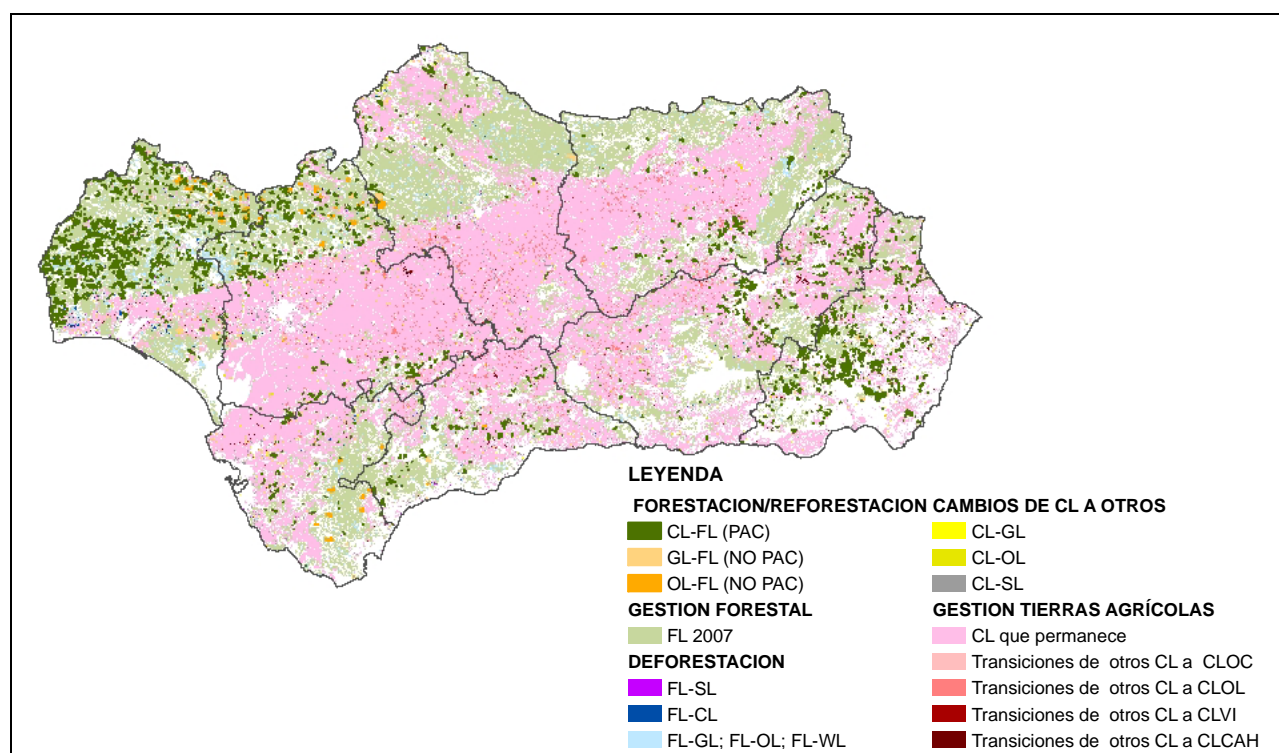 LEYENDA
FORESTACION/REFORESTACION
CL-FL (PAC)
GL-FL (NO PAC)
OL-FL (NO PAC)
GESTION FORESTAL
FL 2007
DEFORESTACION
FL-SL
FL-CL
FL-GL; FL-OL; FL-WL
CAMBIOS DE CL A OTROS
CL-GL
CL-OL
CL-SL
GESTION TIERRAS AGRÍCOLAS
CL que permanece
Transiciones de otros CL a CLOC
Transiciones de otros CL a CLOL
Transiciones de otros CL a CLVI
Transiciones de otros CL a CLCAH